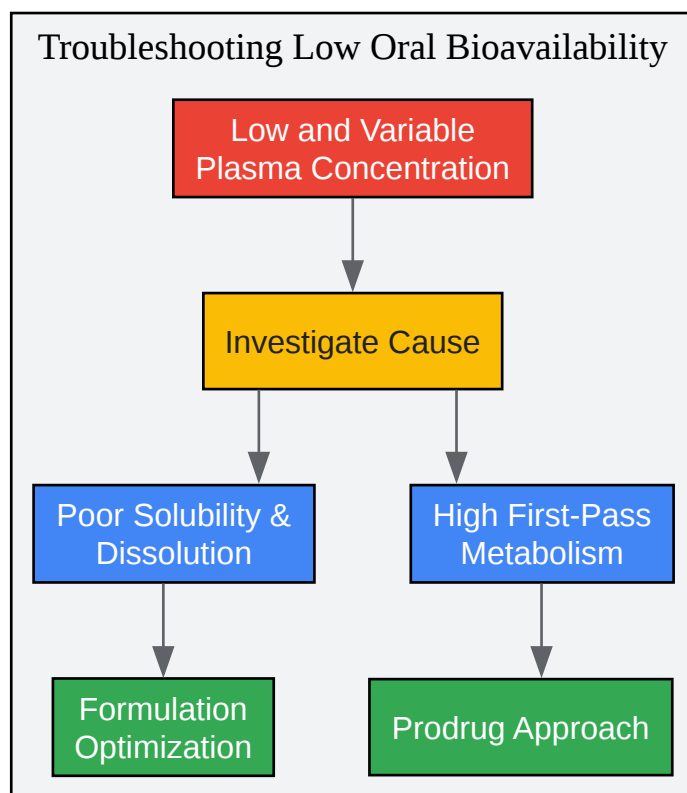 Troubleshooting Low Oral Bioavailability
Low and Variable
Plasma Concentration
Investigate Cause
Poor Solubility &
Dissolution
High First-Pass
Metabolism
Formulation
Optimization
Prodrug Approach